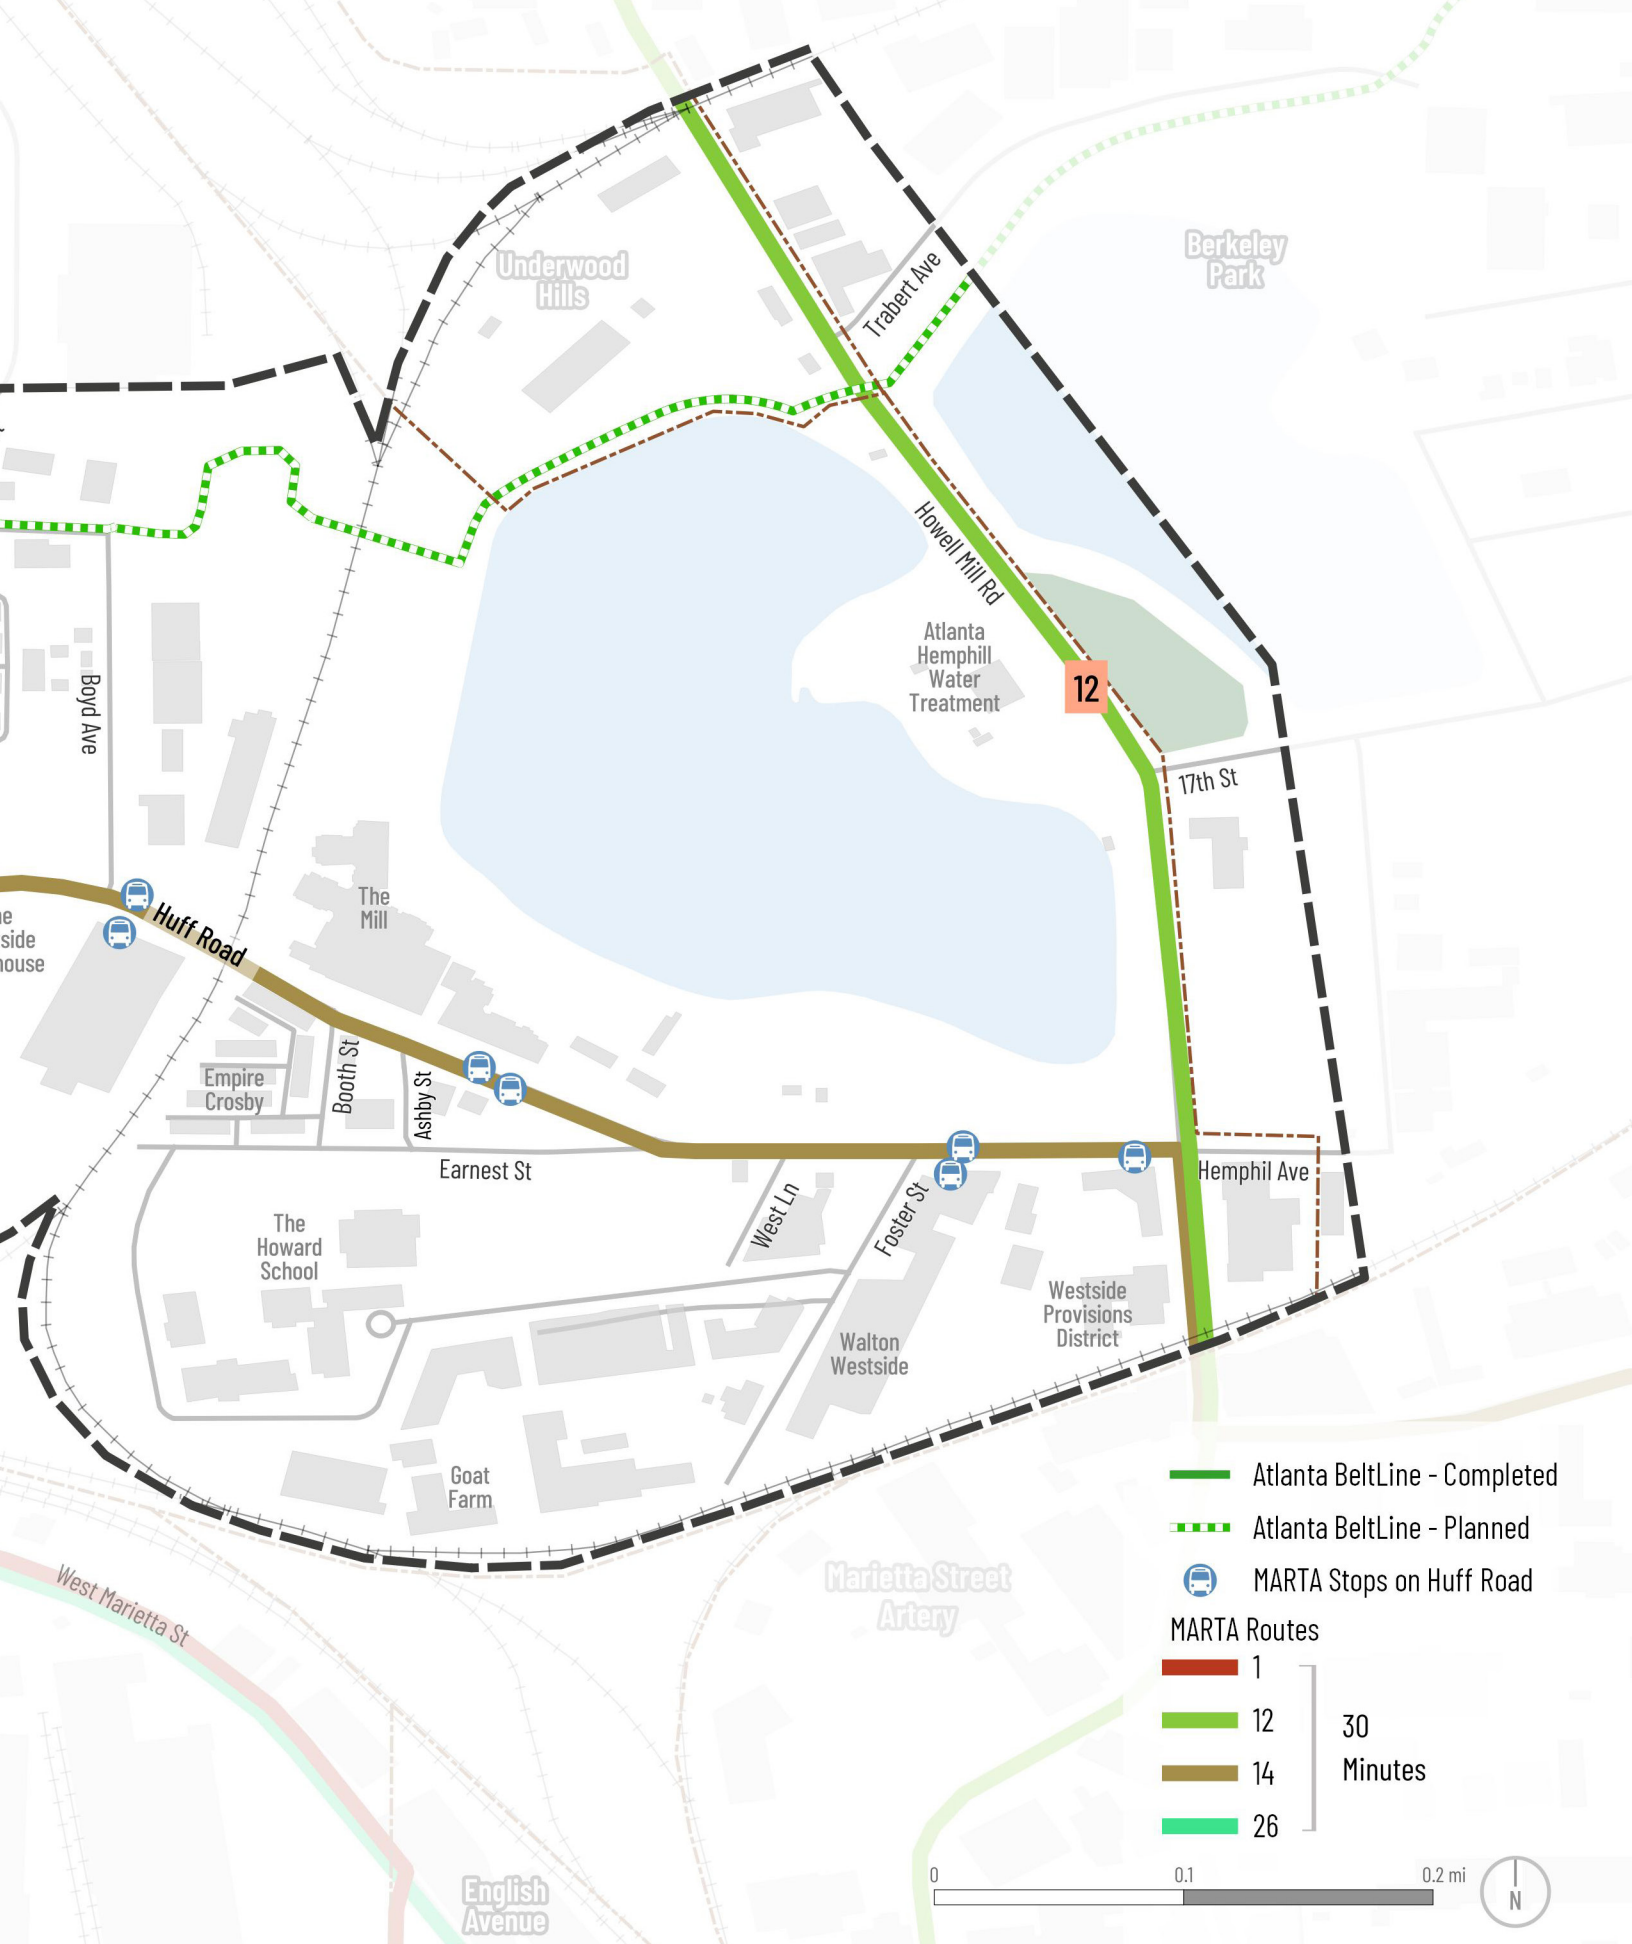 Berkeley
Park
Underwood
Hills
Trabert Ave
Howell Mill Rd
Atlanta
Hemphill
Water
Treatment
12
Boyd Ave
17th St
The
Mill
Huff Road
side
house
Empire
Crosby
Booth St
Ashby St
Earnest St
Hemphil Ave
West Ln
Foster St
The
Howard
School
Westside
Provisions
District
Walton
Westside
Goat
Farm
West Marietta St
Marietta Street
Artery
English
Avenue
Atlanta BeltLine - Completed
Atlanta BeltLine - Planned
MARTA Stops on Huff Road
MARTA Routes
1
12
14
26
30
Minutes
0 0.1 0.2 mi
N